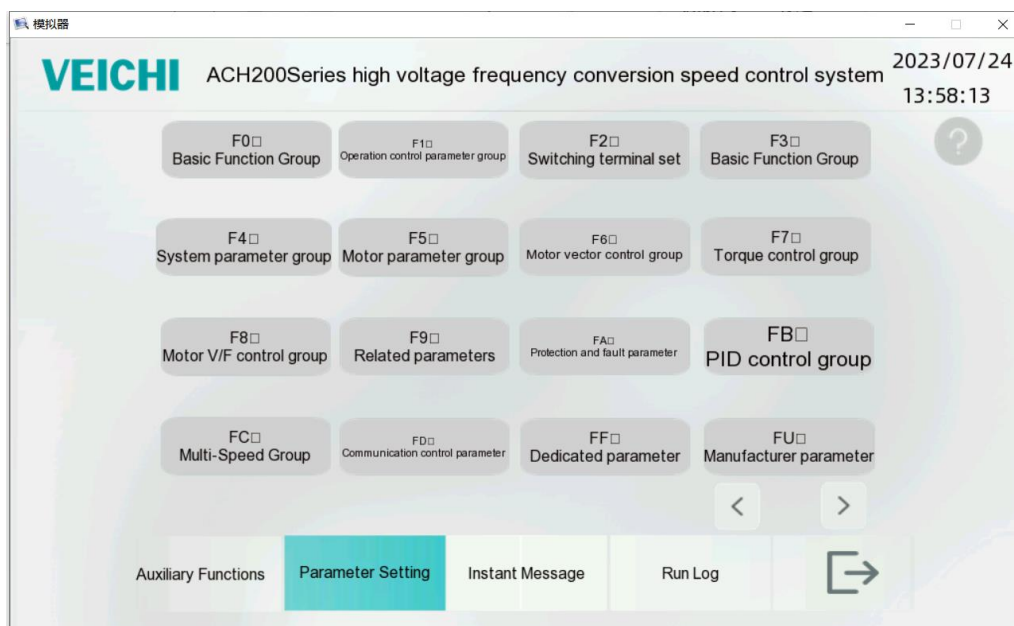 模拟器
VEICHI
ACH200Series high voltage frequency conversion speed control system
2023/07/24
13:58:13
F0□
Basic Function Group
F1□
Operation control parameter group
F2□
Switching terminal set
F3□
Basic Function Group
?
F4□
System parameter group
F5□
Motor parameter group
F6□
Motor vector control group
F7□
Torque control group
F8□
Motor V/F control group
F9□
Related parameters
FA□
Protection and fault parameter
FB□
PID control group
FC□
Multi-Speed Group
FD□
Communication control parameter
FF□
Dedicated parameter
FU□
Manufacturer parameter
Auxiliary Functions
Parameter Setting
Instant Message
Run Log